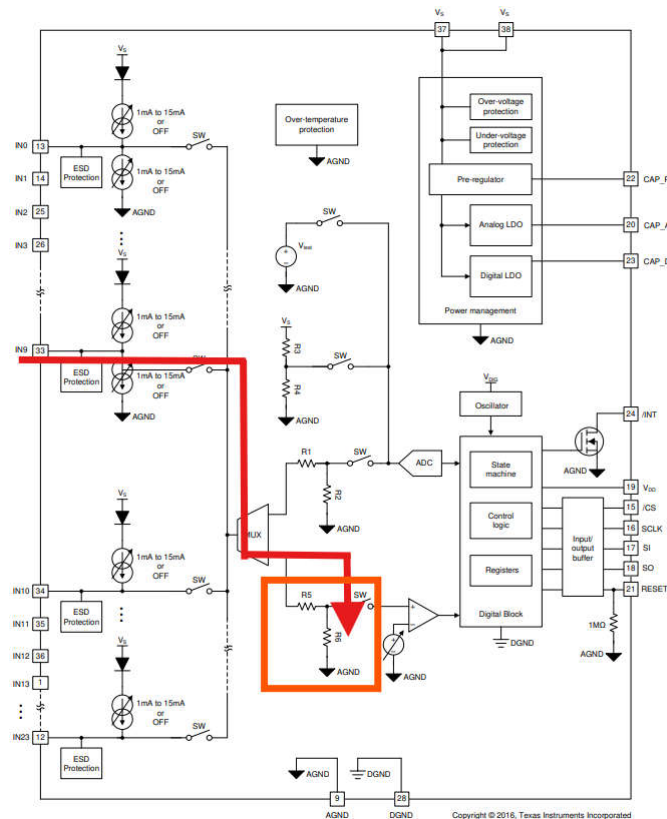 VS
VS
37
38
VS
1mA to 15mA
or
OFF
SW
IN0
13
ESD
Protection
1mA to 15mA
or
OFF
IN1
14
IN2
25
AGND
IN3
26
VS
Over-temperature
protection
AGND
SW
+
−
AGND
Over-voltage
protection
Under-voltage
protection
Pre-regulator
22
Analog LDO
20
CAP_A
23
CAP_D
Digital LDO
Power management
AGND
1mA to 15mA
or
OFF
IN9
33
SW
ESD
Protection
1mA to 15mA
or
OFF
AGND
VS
R3
SW
R4
AGND
Oscillator
24
/INT
AGND
R1
SW
ADC
R2
AGND
MUX
State
machine
Control
logic
Registers
Digital Block
DGND
Input/
output
buffer
19
VDD
15
/CS
16
SCLK
17
SI
18
SO
21
RESET
1MΩ
AGND
VS
1mA to 15mA
or
OFF
SW
IN10
34
ESD
Protection
IN11
35
IN12
36
IN13
1
R5
SW
R6
AGND
+
−
+
−
AGND
VS
1mA to 15mA
or
OFF
SW
IN23
12
ESD
Protection
AGND
DGND
9
28
AGND
DGND
Copyright © 2016, Texas Instruments Incorporated